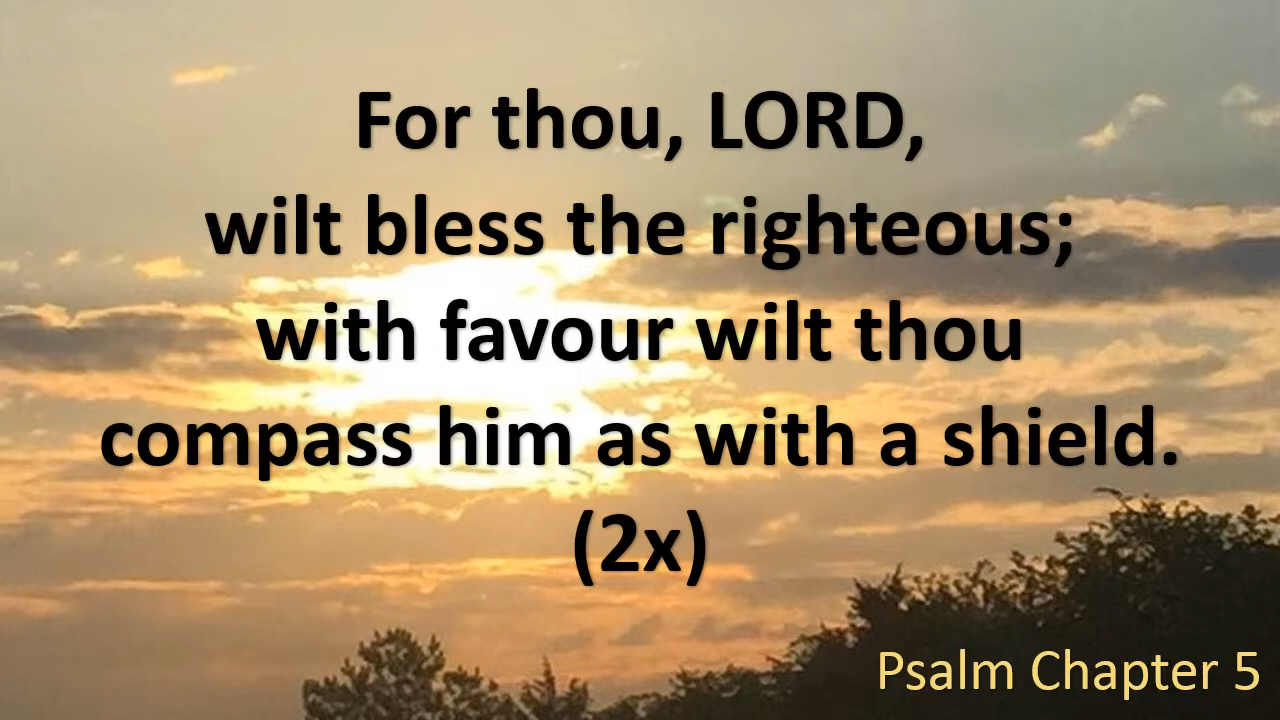 For thou, LORD,
wilt bless the righteous;
with favour wilt thou
compass him as with a shield.
(2x)
Psalm Chapter 5